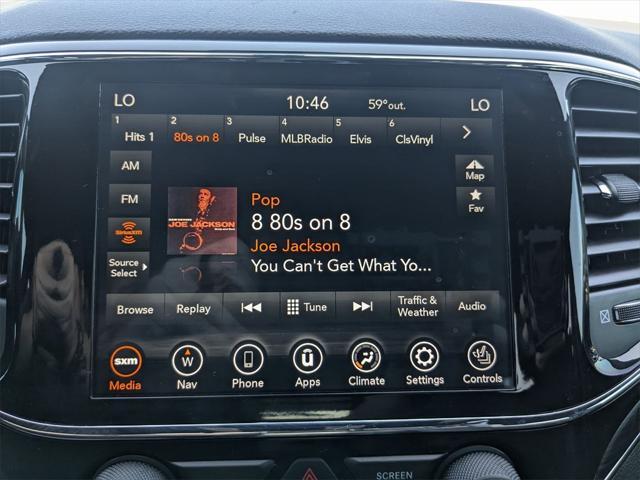 LO 10:46 59° out. LO
1 2 3 4 5 6
Hits 1 80s on 8 Pulse MLBRadio Elvis ClsVinyl
AM
Map
FM
Fav
SiriusXM
Source
Select
JOE JACKSON
Pop
8 80s on 8
Joe Jackson
You Can't Get What Yo...
Browse Replay Tune Traffic & Weather Audio
sxm W U
Media Nav Phone Apps Climate Settings Controls
SCREEN